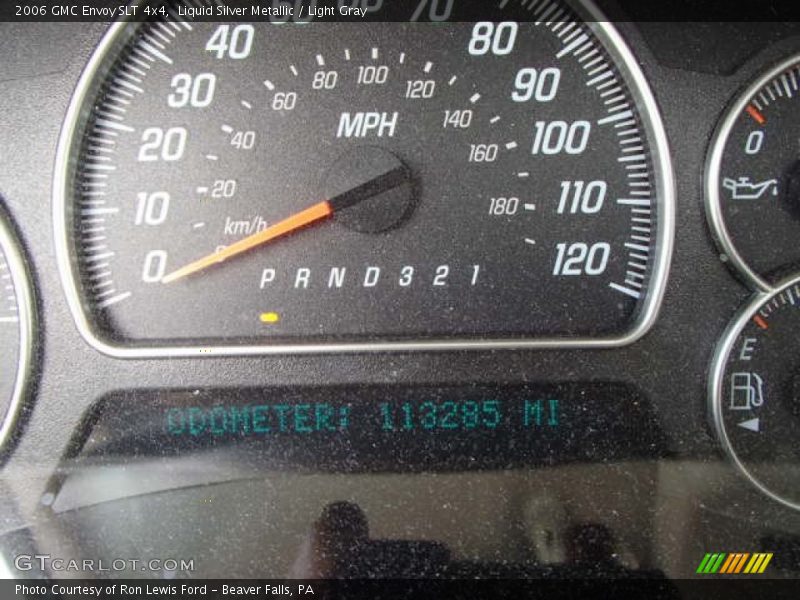 2006 GMC Envoy SLT 4x4, Liquid Silver Metallic / Light Gray
40 80
30 80 100 120 90
60
20 40 MPH 140 100
160
10 20 180 110
km/h
0 120
P R N D 3 2 1
0
E
ODOMETER: 113285 MI
GTCARLOT.COM
Photo Courtesy of Ron Lewis Ford - Beaver Falls, PA